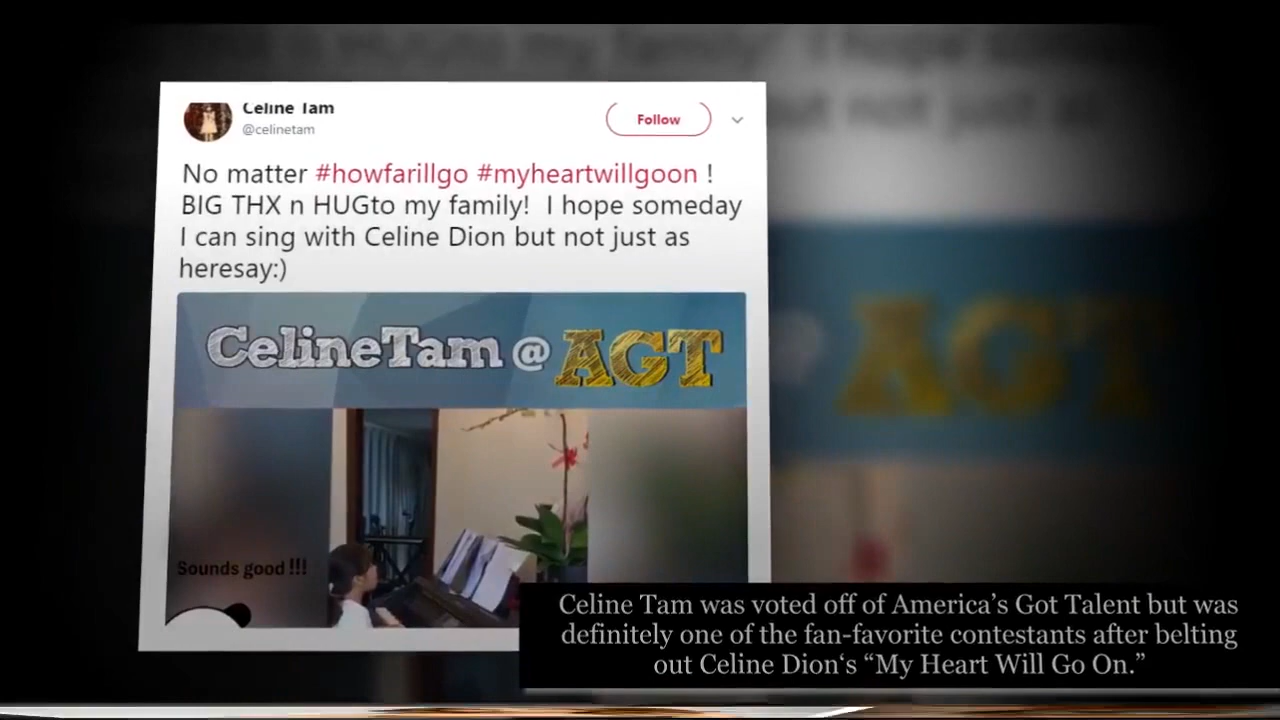 Celine Tam
@celinetam
Follow
No matter #howfarillgo #myheartwillgoon !
BIG THX n HUGto my family!  I hope someday
I can sing with Celine Dion but not just as
heresay:)
CelineTam @ AGT
Sounds good !!!
Celine Tam was voted off of America’s Got Talent but was
definitely one of the fan-favorite contestants after belting
out Celine Dion‘s “My Heart Will Go On.”